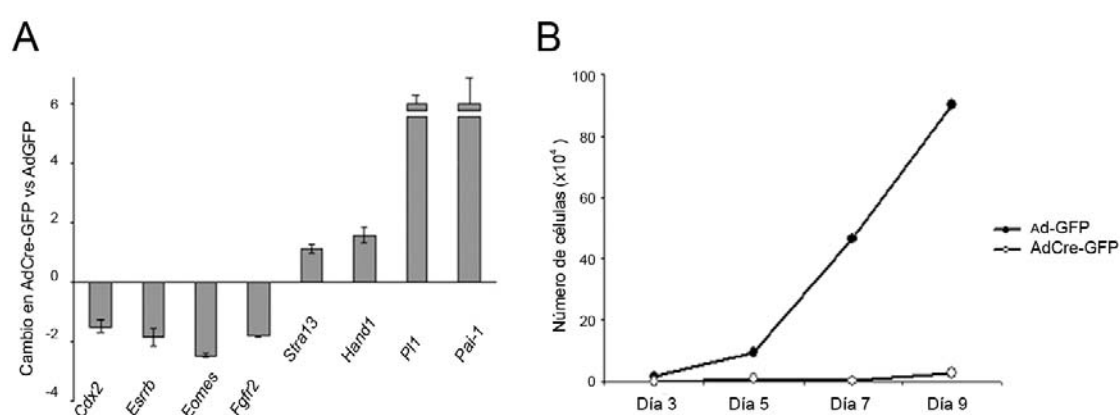 A
Cambio en AdCre-GFP vs AdGFP
6
4
2
0
-2
-4
Cdx2
Esrrb
Eomes
Fgfr2
Stra13
Hand1
Pl1
Pai-1
B
Número de células (x10⁴)
100
80
60
40
20
0
Día 3
Día 5
Día 7
Día 9
Ad-GFP
AdCre-GFP